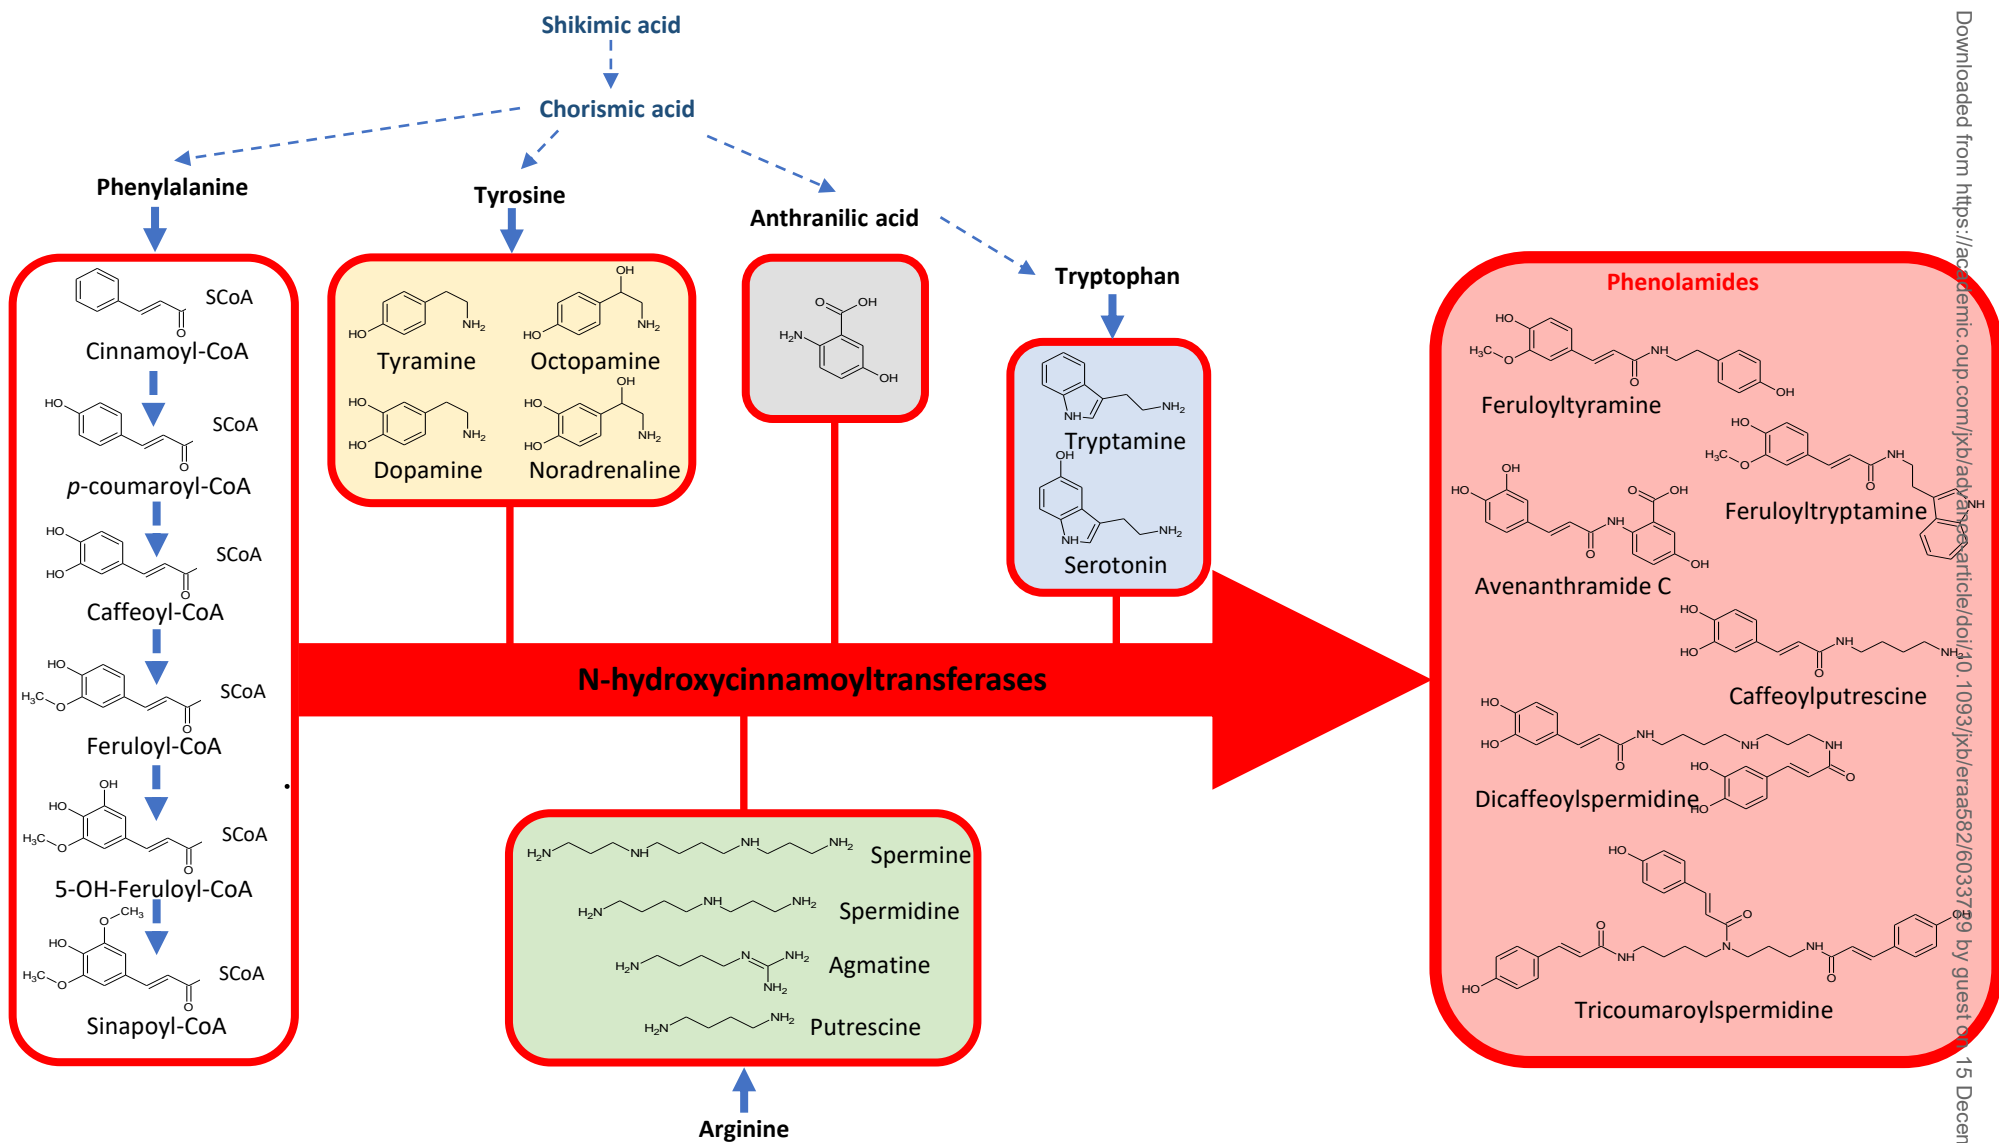 Shikimic acid
Chorismic acid
Phenylalanine
Tyrosine
Anthranilic acid
Tryptophan
SCoA
O
Cinnamoyl-CoA
HO
SCoA
O
p-coumaroyl-CoA
HO
HO
SCoA
O
Caffeoyl-CoA
HO
H₃C
O
SCoA
O
Feruloyl-CoA
OH
HO
H₃C
O
SCoA
O
5-OH-Feruloyl-CoA
O
CH₃
HO
H₃C
O
SCoA
O
Sinapoyl-CoA
HO
NH₂
Tyramine
OH
HO
NH₂
Octopamine
HO
HO
NH₂
Dopamine
OH
HO
HO
NH₂
Noradrenaline
O
OH
H₂N
OH
NH
NH₂
Tryptamine
OH
NH
NH₂
Serotonin
N-hydroxycinnamoyltransferases
H₂N
NH
NH
NH₂
Spermine
H₂N
NH
NH₂
Spermidine
H₂N
N
NH₂
NH₂
Agmatine
H₂N
NH₂
Putrescine
Arginine
Phenolamides
HO
H₃C
O
O
NH
OH
Feruloyltyramine
HO
H₃C
O
O
NH
NH
Feruloyltryptamine
OH
HO
O
NH
O
OH
OH
Avenanthramide C
HO
HO
O
NH
NH
Caffeoylputrescine
HO
HO
O
NH
NH
NH
O
HO
HO
Dicaffeoylspermidine
HO
O
O
NH
N
NH
O
HO
OH
Tricoumaroylspermidine
Downloaded from https://academic.oup.com/jxb/advance-article/doi/10.1093/jxb/eraa582/6033789 by guest on 15 Decem